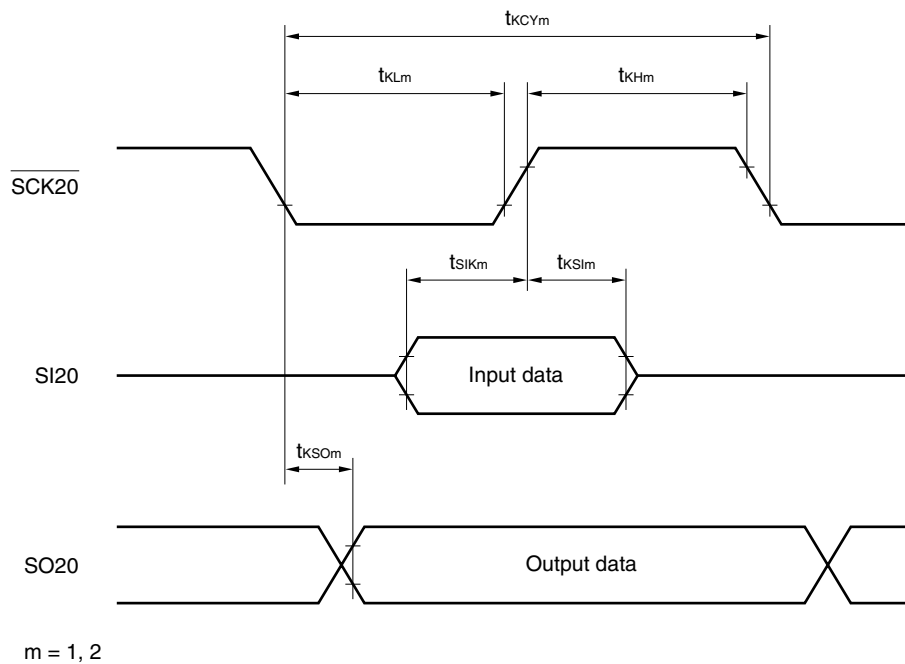 tKCYm
tKLm
tKHm
SCK20
tSIKm
tKSIm
SI20
Input data
tKSOm
SO20
Output data
m = 1, 2